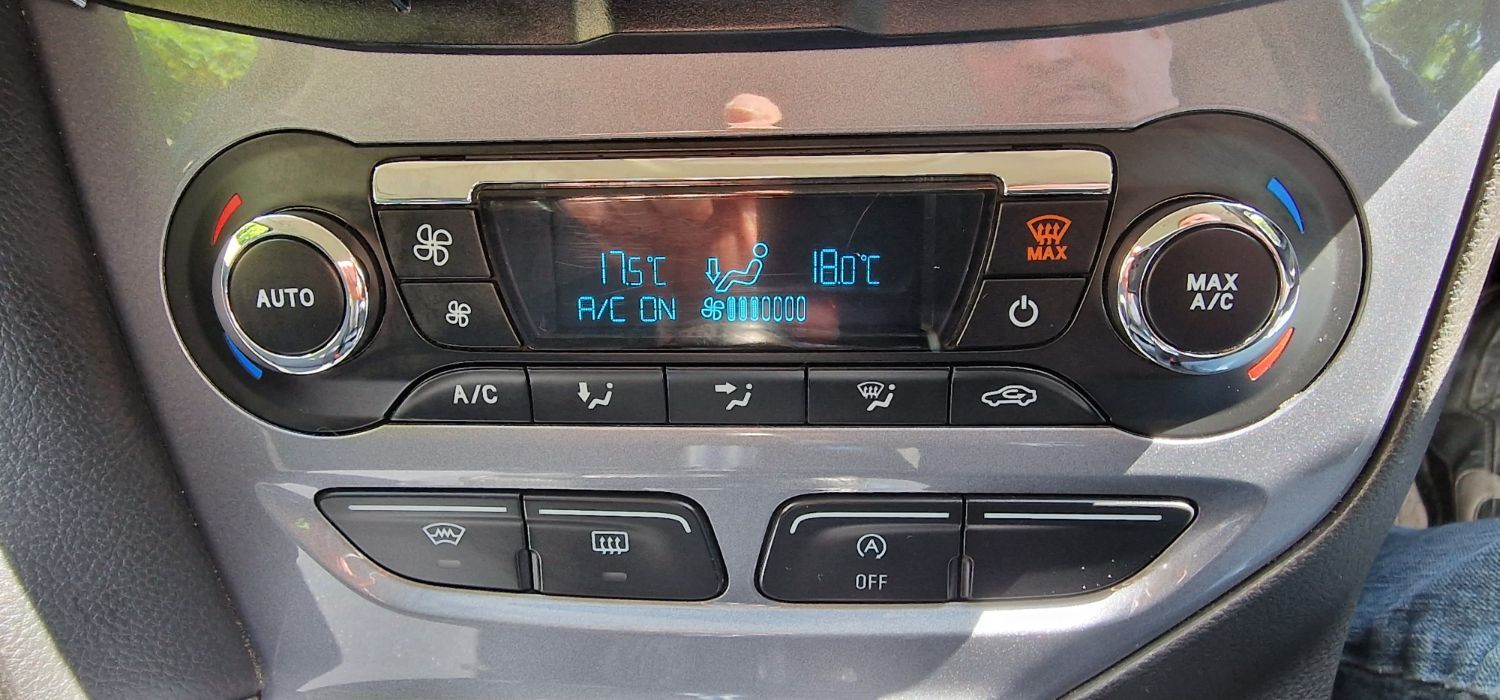 AUTO
17.5°C 18.0°C
A/C ON
MAX
MAX
A/C
A/C
A
OFF